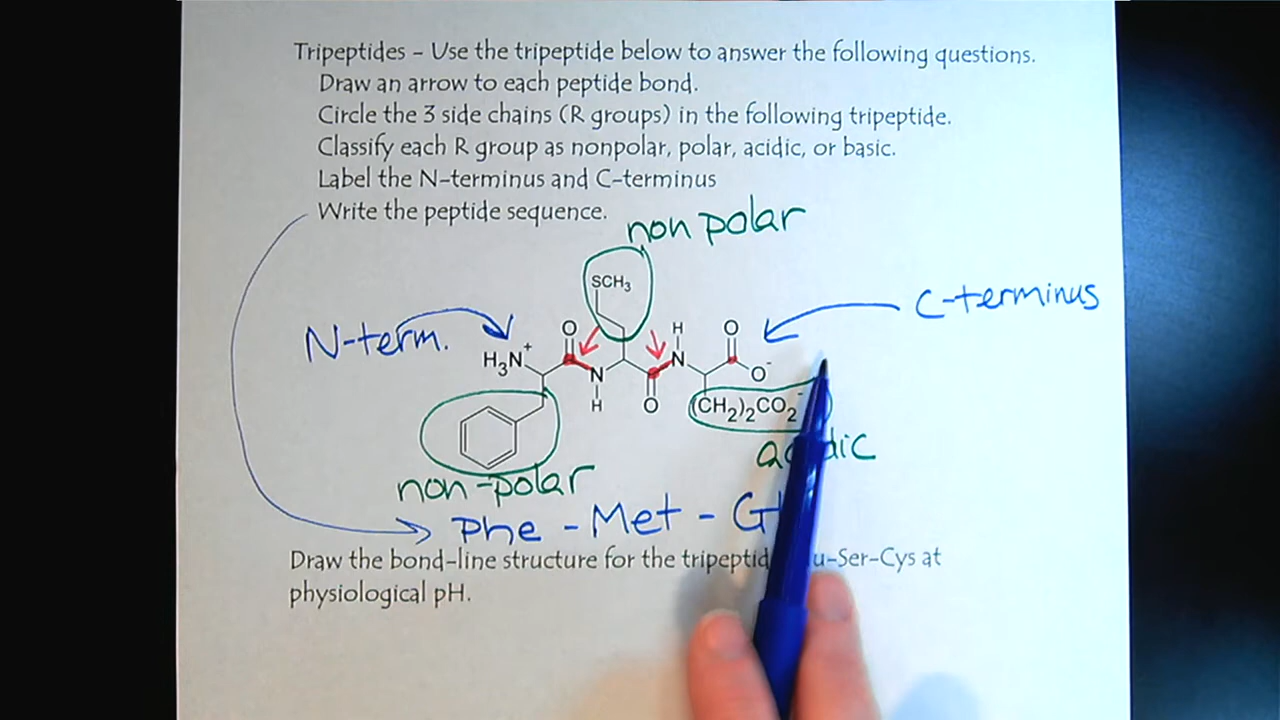 Tripeptides – Use the tripeptide below to answer the following questions.
Draw an arrow to each peptide bond.
Circle the 3 side chains (R groups) in the following tripeptide.
Classify each R group as nonpolar, polar, acidic, or basic.
Label the N-terminus and C-terminus
Write the peptide sequence.
non polar
SCH3
C-terminus
N-term.
O H O
H3N+
N O-
H O (CH2)2CO2-
non-polar
Phe - Met -
Draw the bond-line structure for the
physiological pH.